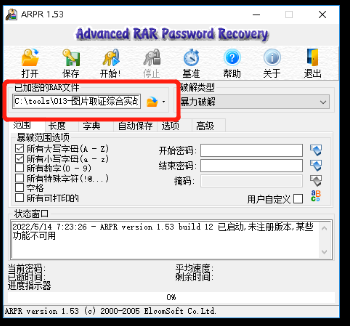 ARPR 1.53
Advanced RAR Password Recovery
打开 保存 开始! 停止 基准 帮助 关于 退出
已加密的RAR文件 破解类型
C:\tools\013-图片取证综合实战 暴力破解
范围 长度 字典 自动保存 选项 高级
暴破范围选项
所有大写字母(A - Z) 开始密码:
所有小写字母(a - z)
所有数字(0 - 9) 结束密码:
所有特殊字符(!@...) 掩码:
空格
所有可打印的 用户自定义
状态窗口
2022/5/14 7:23:26 - ARPR version 1.53 build 12 已启动,未注册版本,某些
功能不可用
当前密码: 平均速度:
已用时间: 剩余时间:
进度指示器
0%
ARPR version 1.53 (c) 2000-2005 ElcomSoft Co.Ltd.